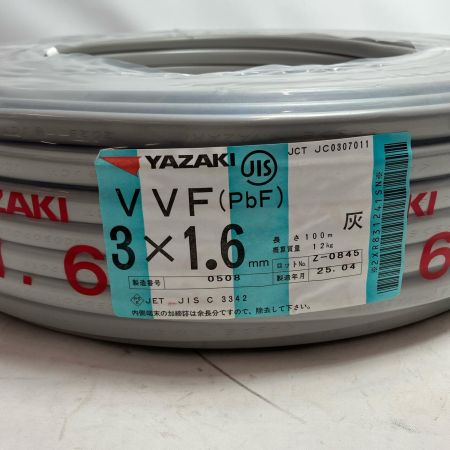 YAZAKI
JIS
JCT JC0307011
VVF(PbF)
3×1.6mm
灰
長さ 100m
概算質量 12kg
製造番号 0508
ロットNo. Z-0845
製造年月 25.04
JET JIS C 3342
内側端末の加締詰は余長分ですので、除去して下さい。
ZAKI
1.6
6